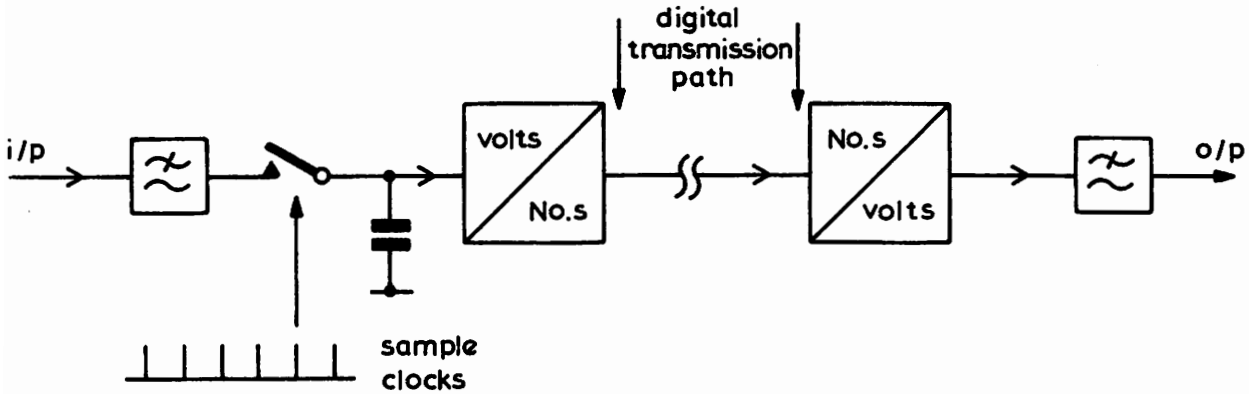 digital
transmission
path
i/p
volts
No.s
No.s
volts
o/p
sample
clocks